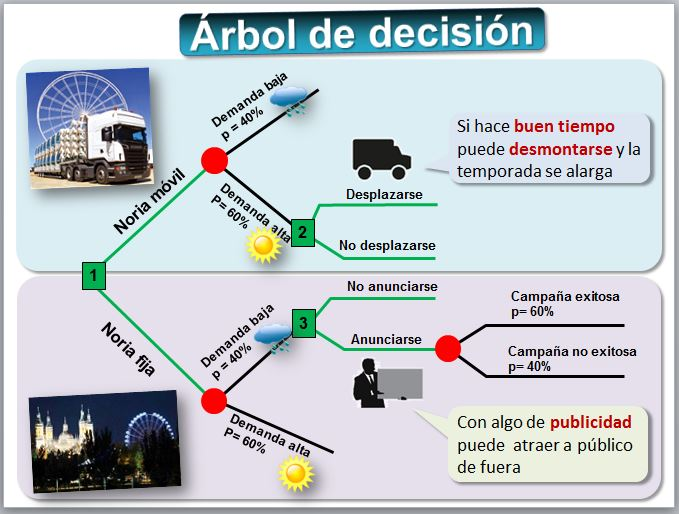 Árbol de decisión
Demanda baja
p = 40%
Si hace buen tiempo
puede desmontarse y la
temporada se alarga
Noria móvil
Demanda alta
P= 60%
Desplazarse
2
No desplazarse
1
No anunciarse
Campaña exitosa
p= 60%
Demanda baja
p = 40%
3
Anunciarse
Campaña no exitosa
p= 40%
Noria fija
Demanda alta
P= 60%
Con algo de publicidad
puede atraer a público
de fuera